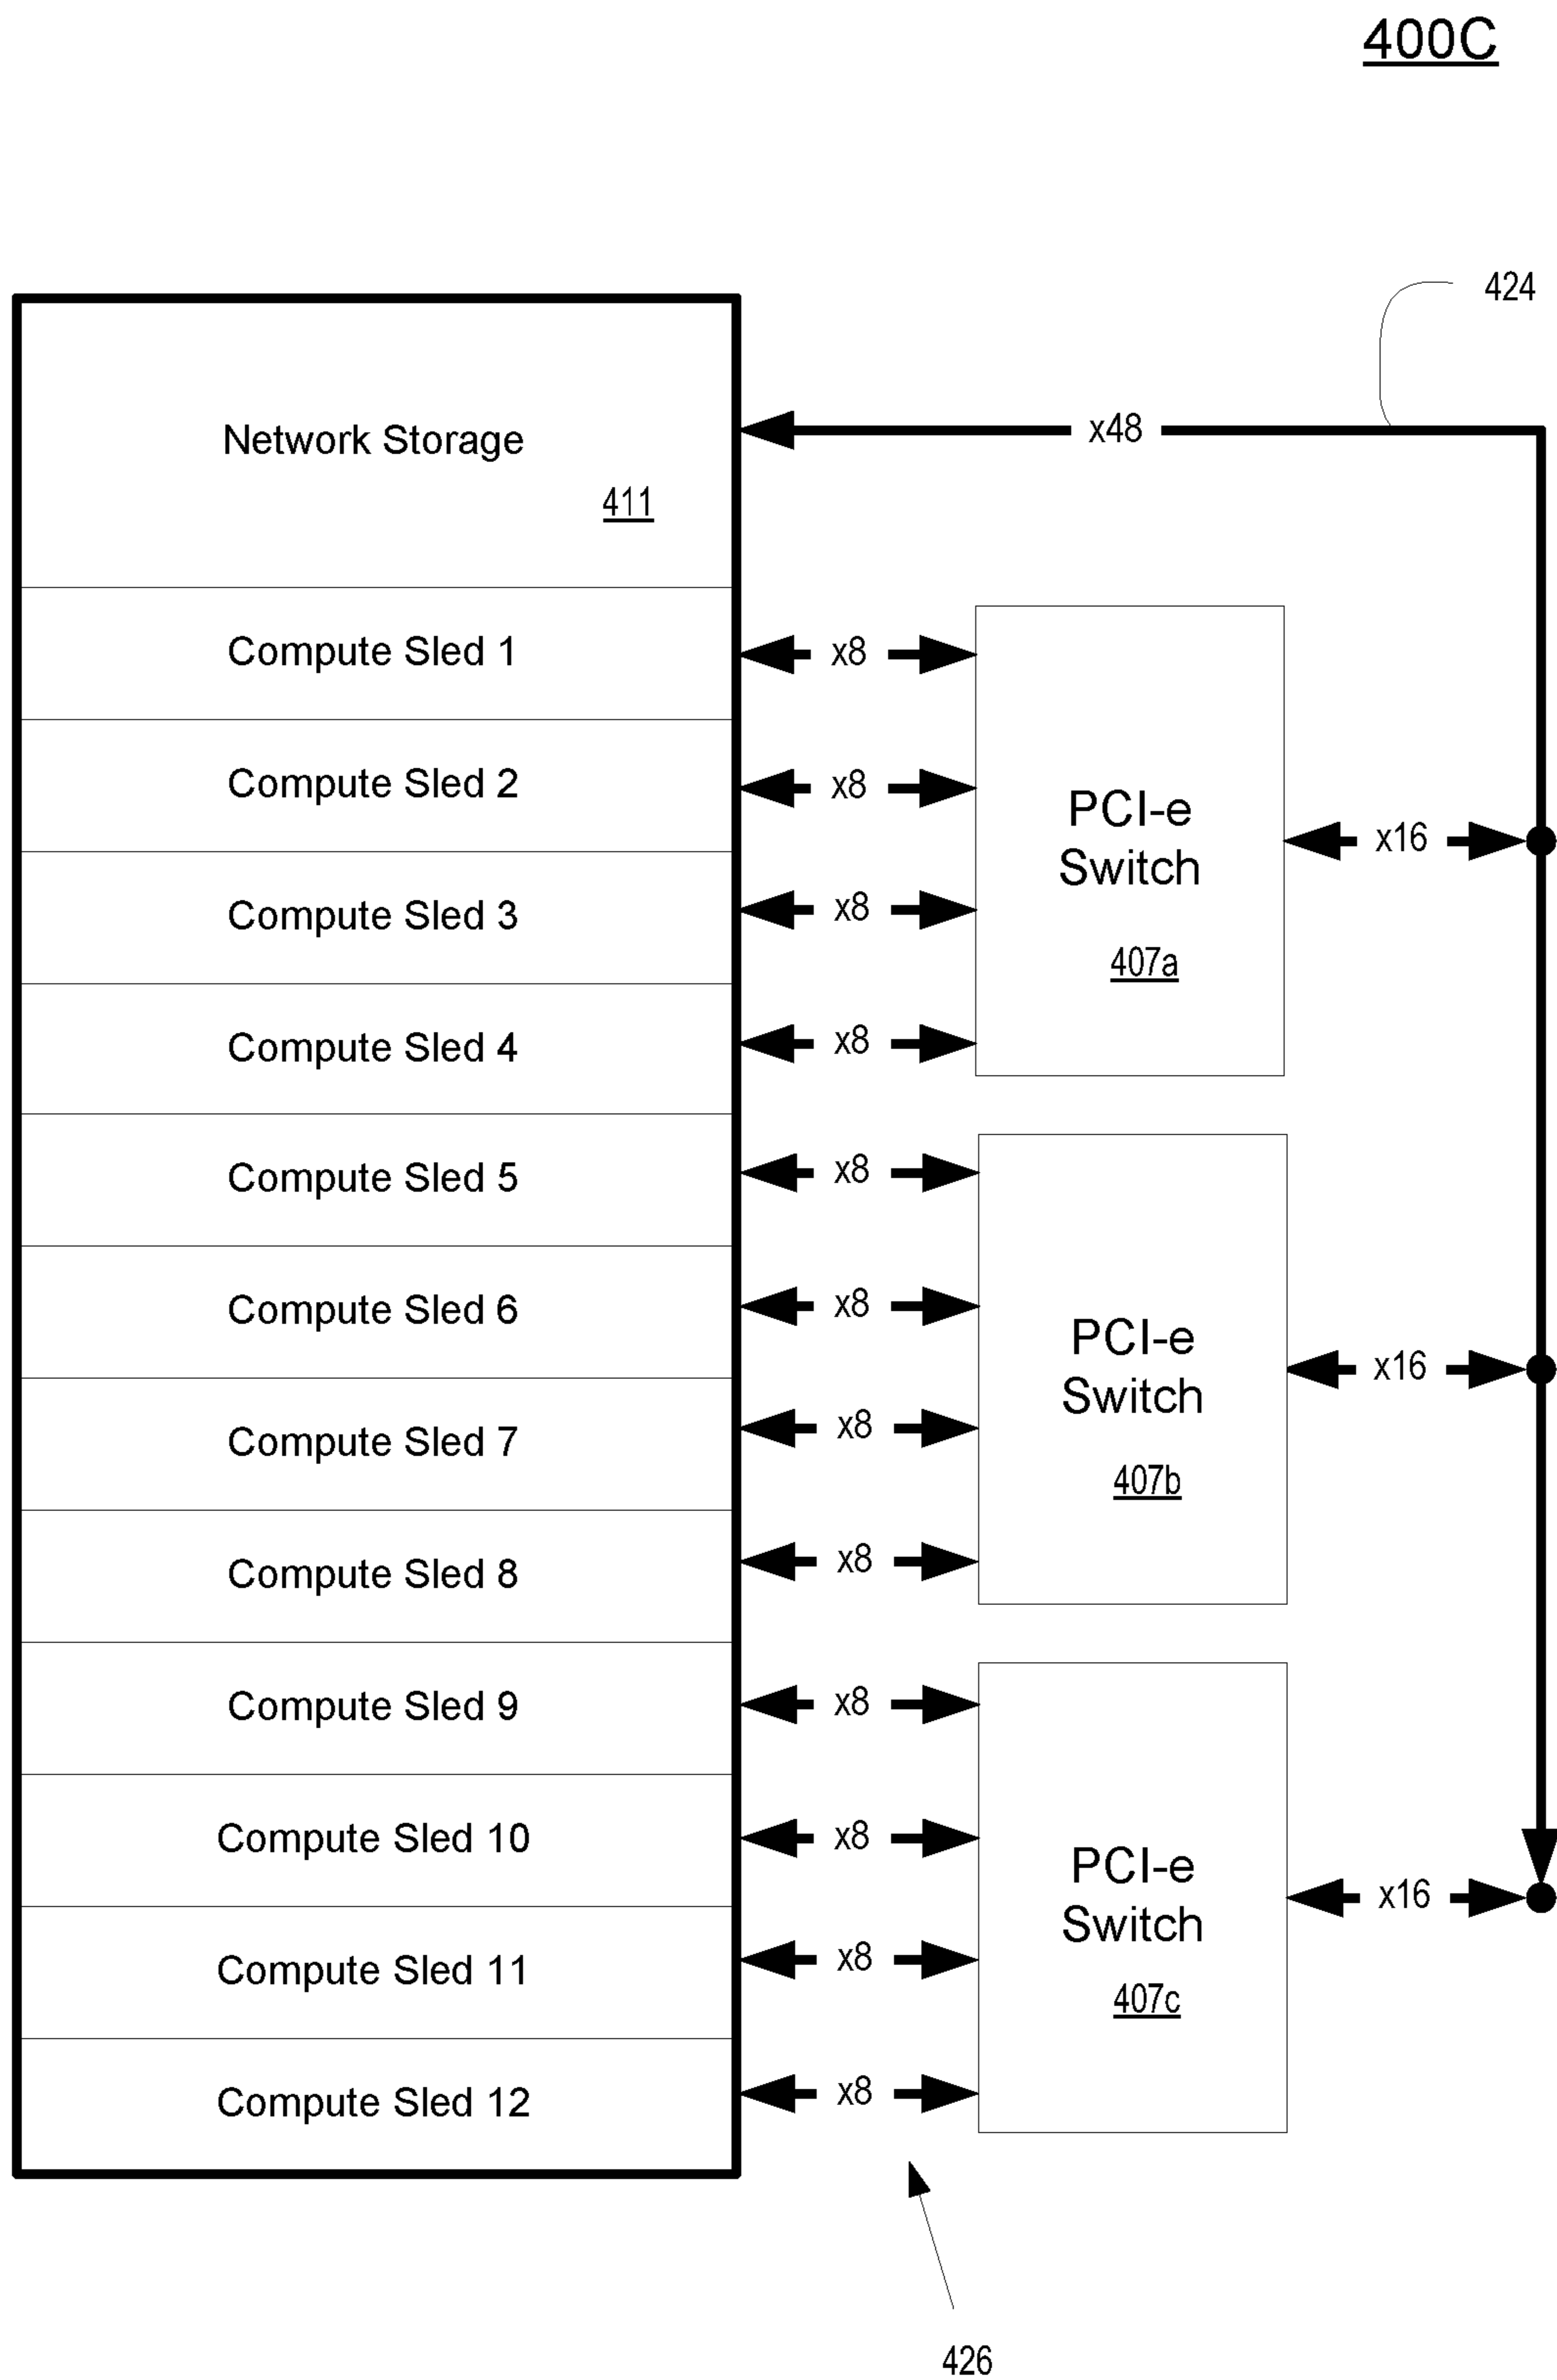 400C
424
Network Storage
x48
411
Compute Sled 1
x8
Compute Sled 2
x8
PCI-e
Switch
x16
Compute Sled 3
x8
407a
Compute Sled 4
x8
Compute Sled 5
x8
Compute Sled 6
x8
PCI-e
Switch
x16
Compute Sled 7
x8
407b
Compute Sled 8
x8
Compute Sled 9
x8
Compute Sled 10
x8
PCI-e
Switch
x16
Compute Sled 11
x8
407c
Compute Sled 12
x8
426